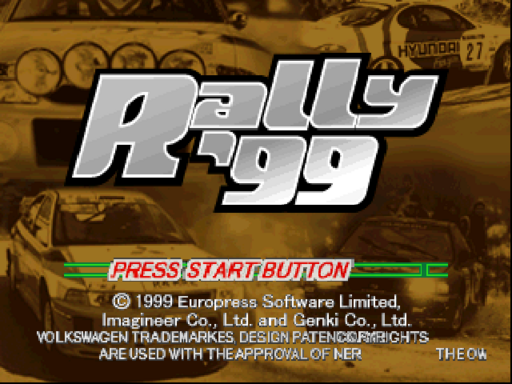 HYUNDAI 27
Rally
'99
PRESS START BUTTON
© 1999 Europress Software Limited,
Imagineer Co., Ltd. and Genki Co., Ltd.
VOLKSWAGEN TRADEMARKES, DESIGN PATENTS
ARE USED WITH THE APPROVAL OF NER THE OW